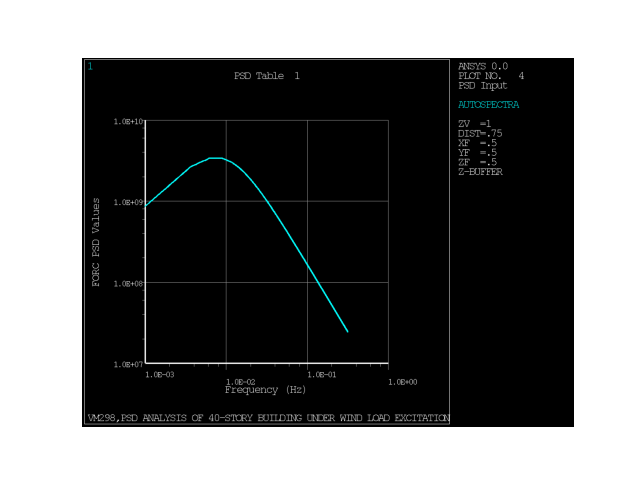 1
PSD Table 1
ANSYS 0.0
PLOT NO. 4
PSD Input
AUTOSPECTRA
ZV =1
DIST=.75
XF =.5
YF =.5
ZF =.5
Z-BUFFER
1.0E+10
1.0E+09
1.0E+08
1.0E+07
FORC PSD Values
1.0E-03
1.0E-02
1.0E-01
1.0E+00
Frequency (Hz)
VM298,PSD ANALYSIS OF 40-STORY BUILDING UNDER WIND LOAD EXCITATION